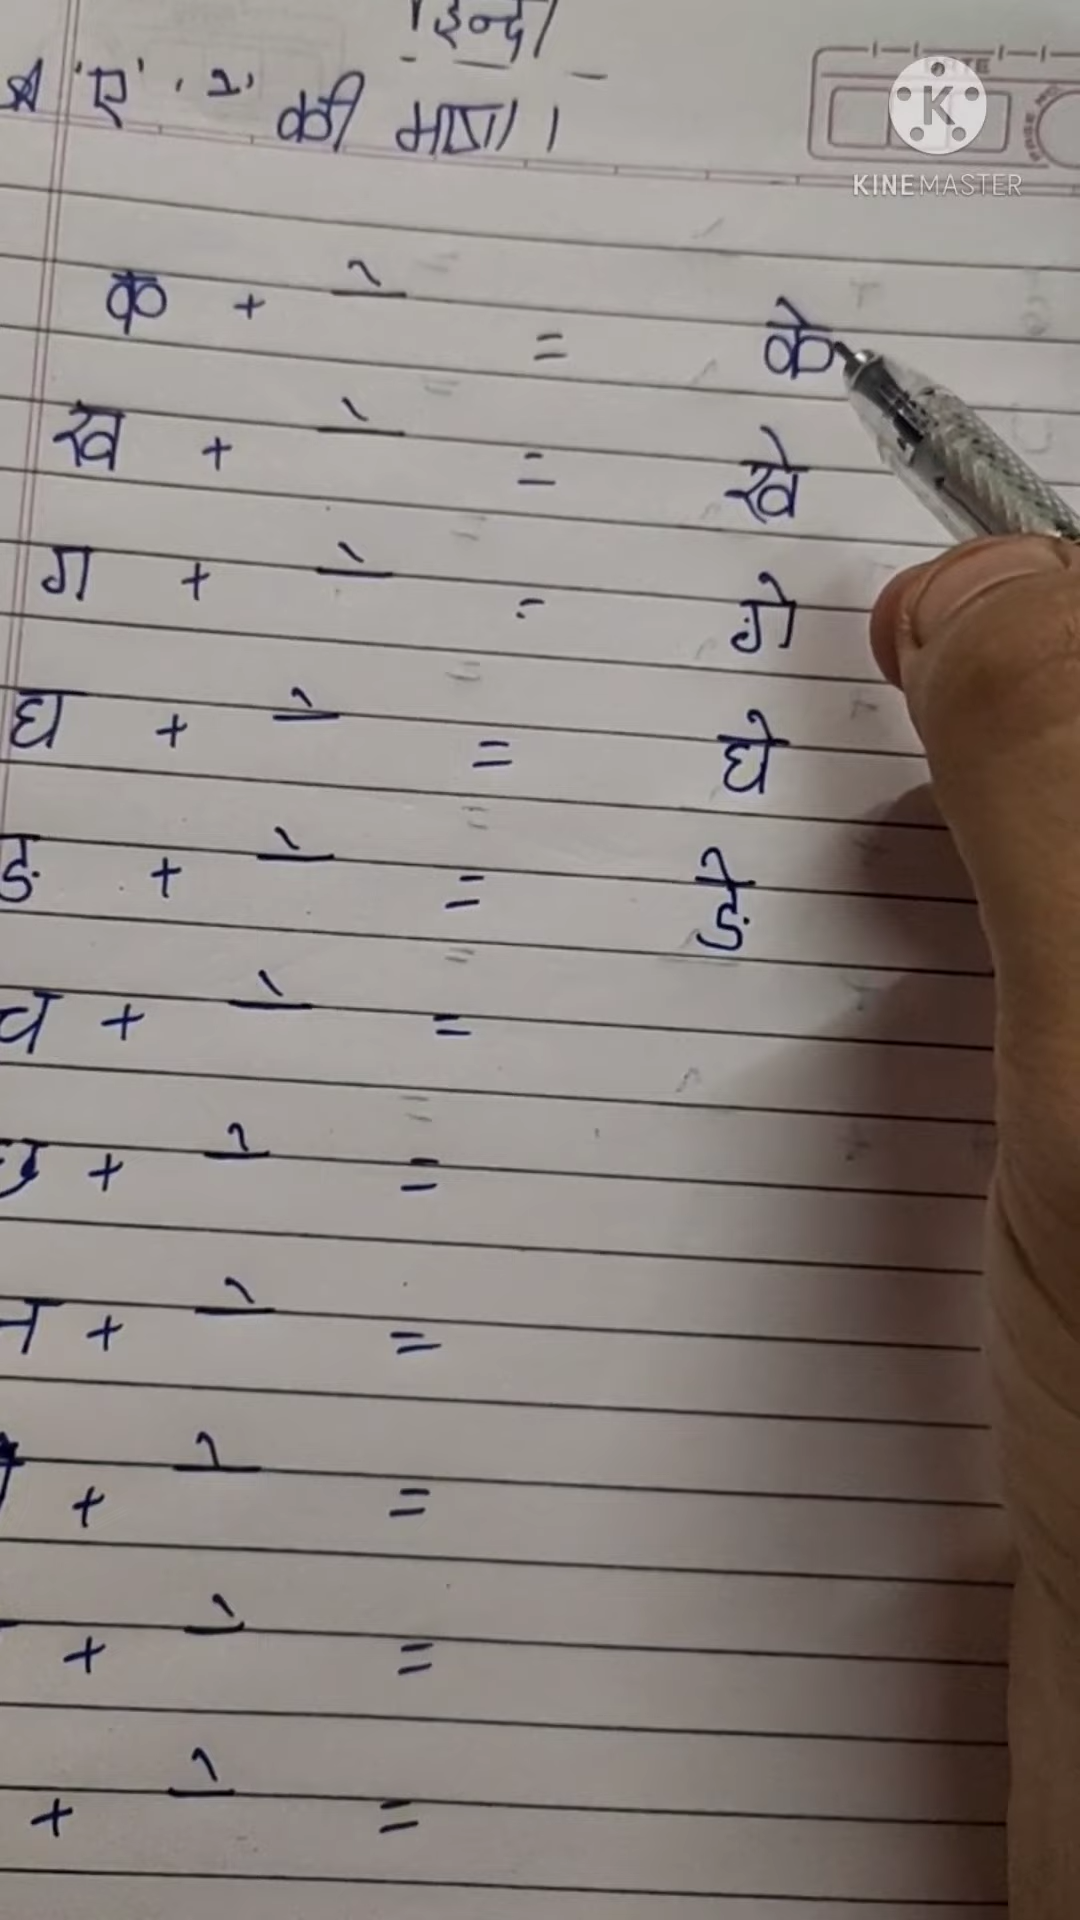 हिन्दी
'ए' ' े' की मात्रा।
KINEMASTER
क + े = के
ख + े = खे
ग + े = गे
घ + े = घे
ङ + े = ङे
च + े =
छ + े =
+ े =
+ े =
+ े =
+ े =